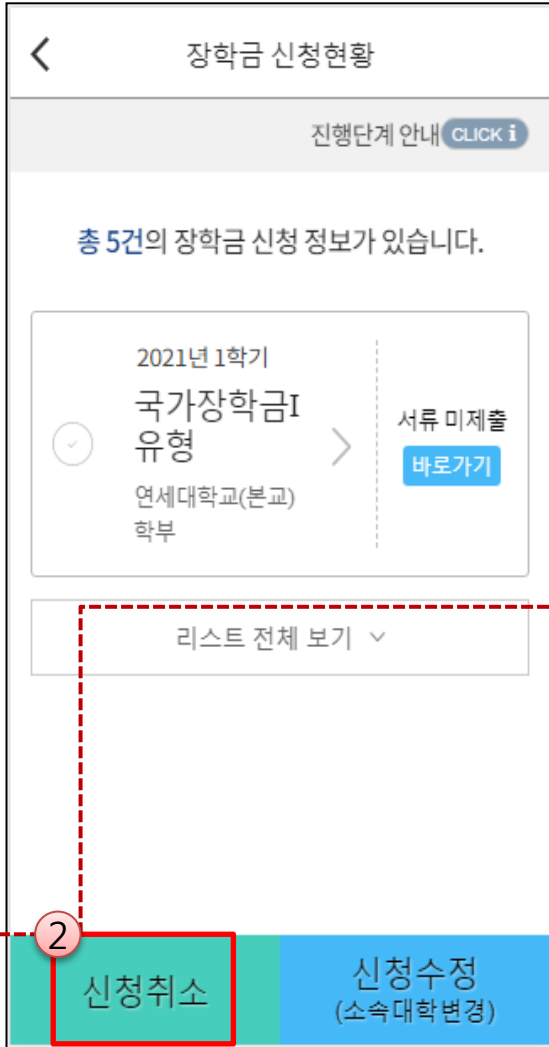 장학금 신청현황
진행단계 안내 CLICK i
총 5건의 장학금 신청 정보가 있습니다.
2021년 1학기
국가장학금I
유형
연세대학교(본교)
학부
서류 미제출
바로가기
리스트 전체 보기
2
신청취소
신청수정
(소속대학변경)